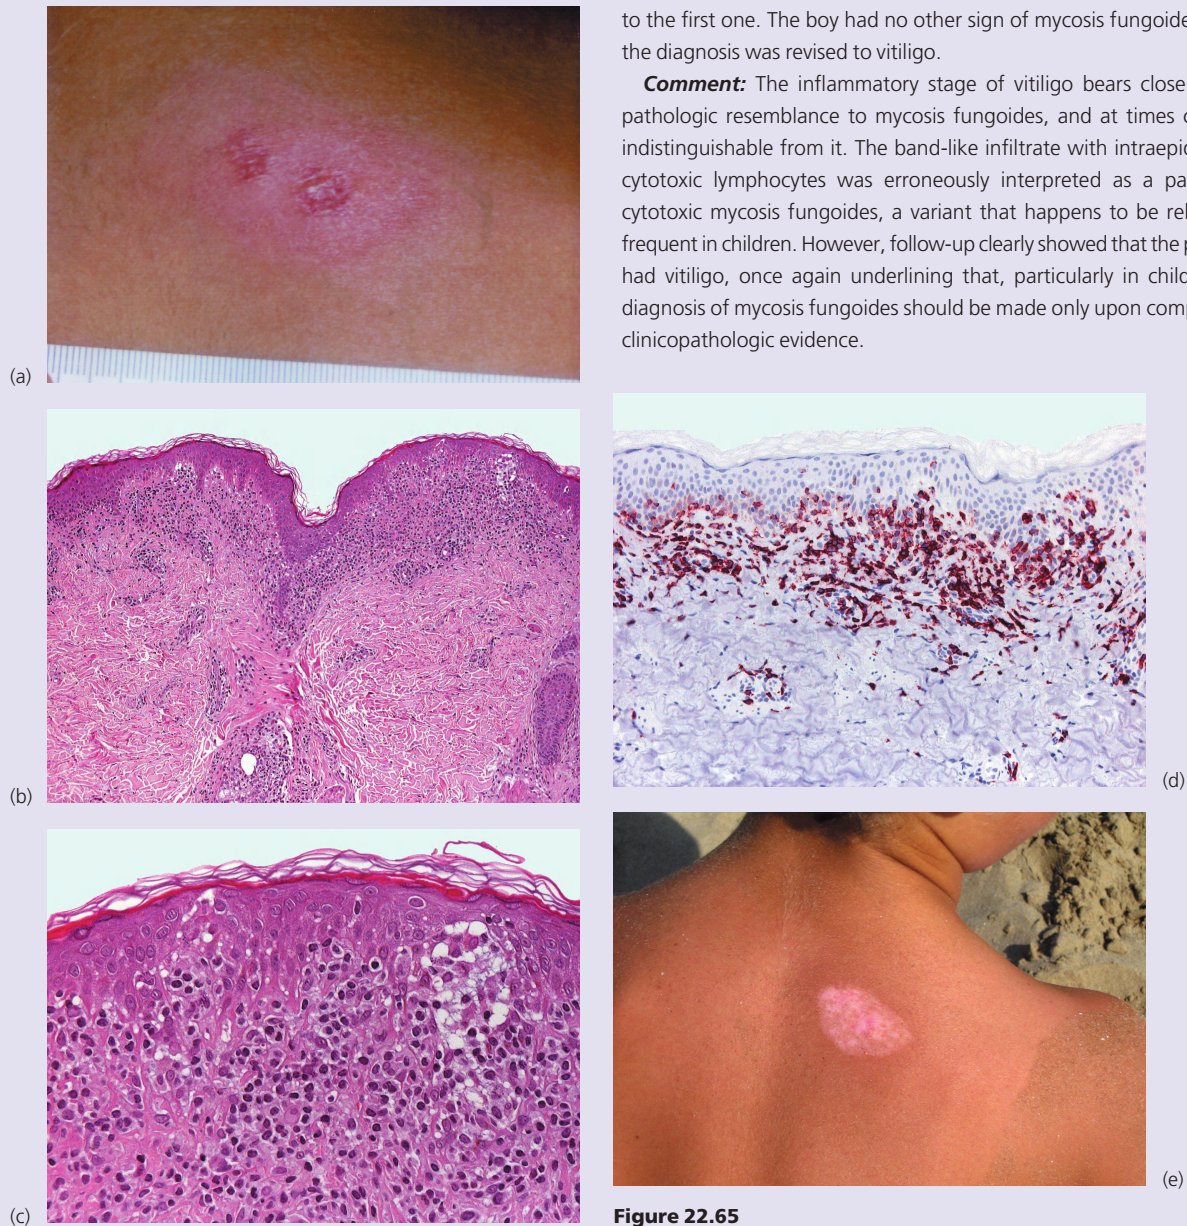 to the first one. The boy had no other sign of mycosis fungoide
the diagnosis was revised to vitiligo.
Comment: The inflammatory stage of vitiligo bears close
pathologic resemblance to mycosis fungoides, and at times
indistinguishable from it. The band-like infiltrate with intraepi
cytotoxic lymphocytes was erroneously interpreted as a pa
cytotoxic mycosis fungoides, a variant that happens to be rel
frequent in children. However, follow-up clearly showed that the p
had vitiligo, once again underlining that, particularly in child
diagnosis of mycosis fungoides should be made only upon comp
clinicopathologic evidence.
(a)
(b)
(c)
(d)
(e)
Figure 22.65